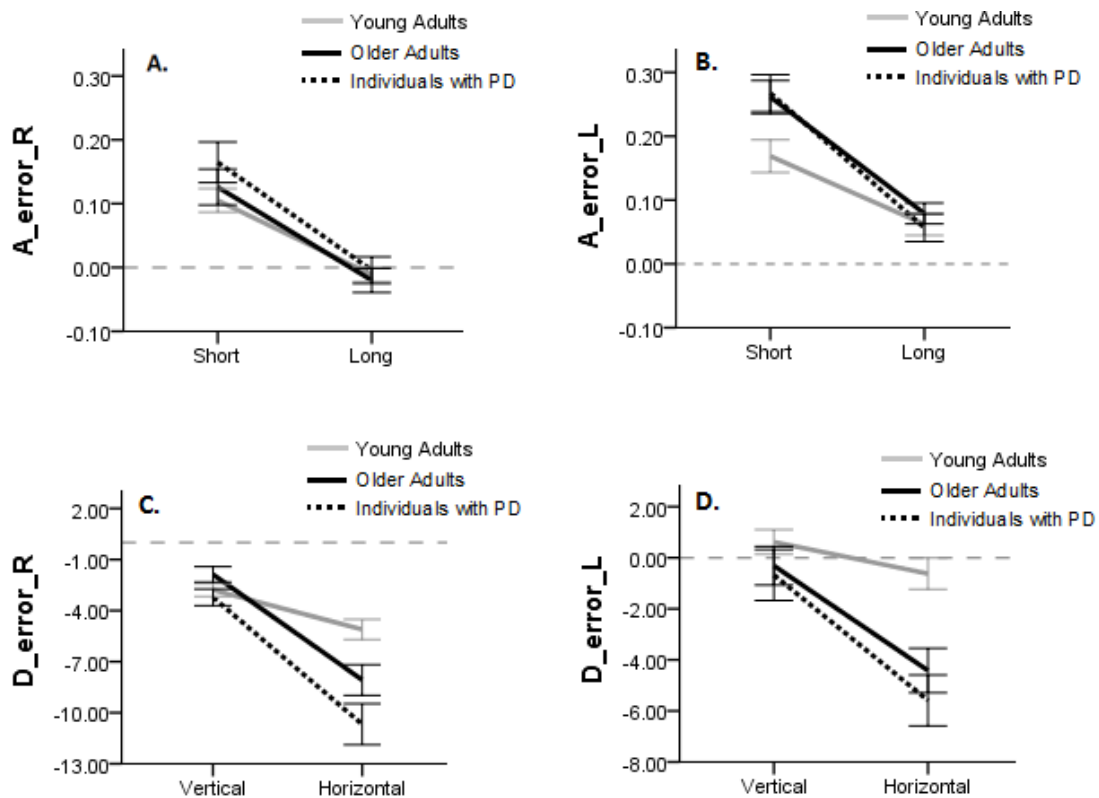 Young Adults
Older Adults
Individuals with PD
A.
0.30
0.20
0.10
0.00
-0.10
A_error_R
Short Long
Young Adults
Older Adults
Individuals with PD
B.
0.30
0.20
0.10
0.00
-0.10
A_error_L
Short Long
Young Adults
Older Adults
Individuals with PD
C.
2.00
-1.00
-4.00
-7.00
-10.00
-13.00
D_error_R
Vertical Horizontal
Young Adults
Older Adults
Individuals with PD
D.
2.00
0.00
-2.00
-4.00
-6.00
-8.00
D_error_L
Vertical Horizontal